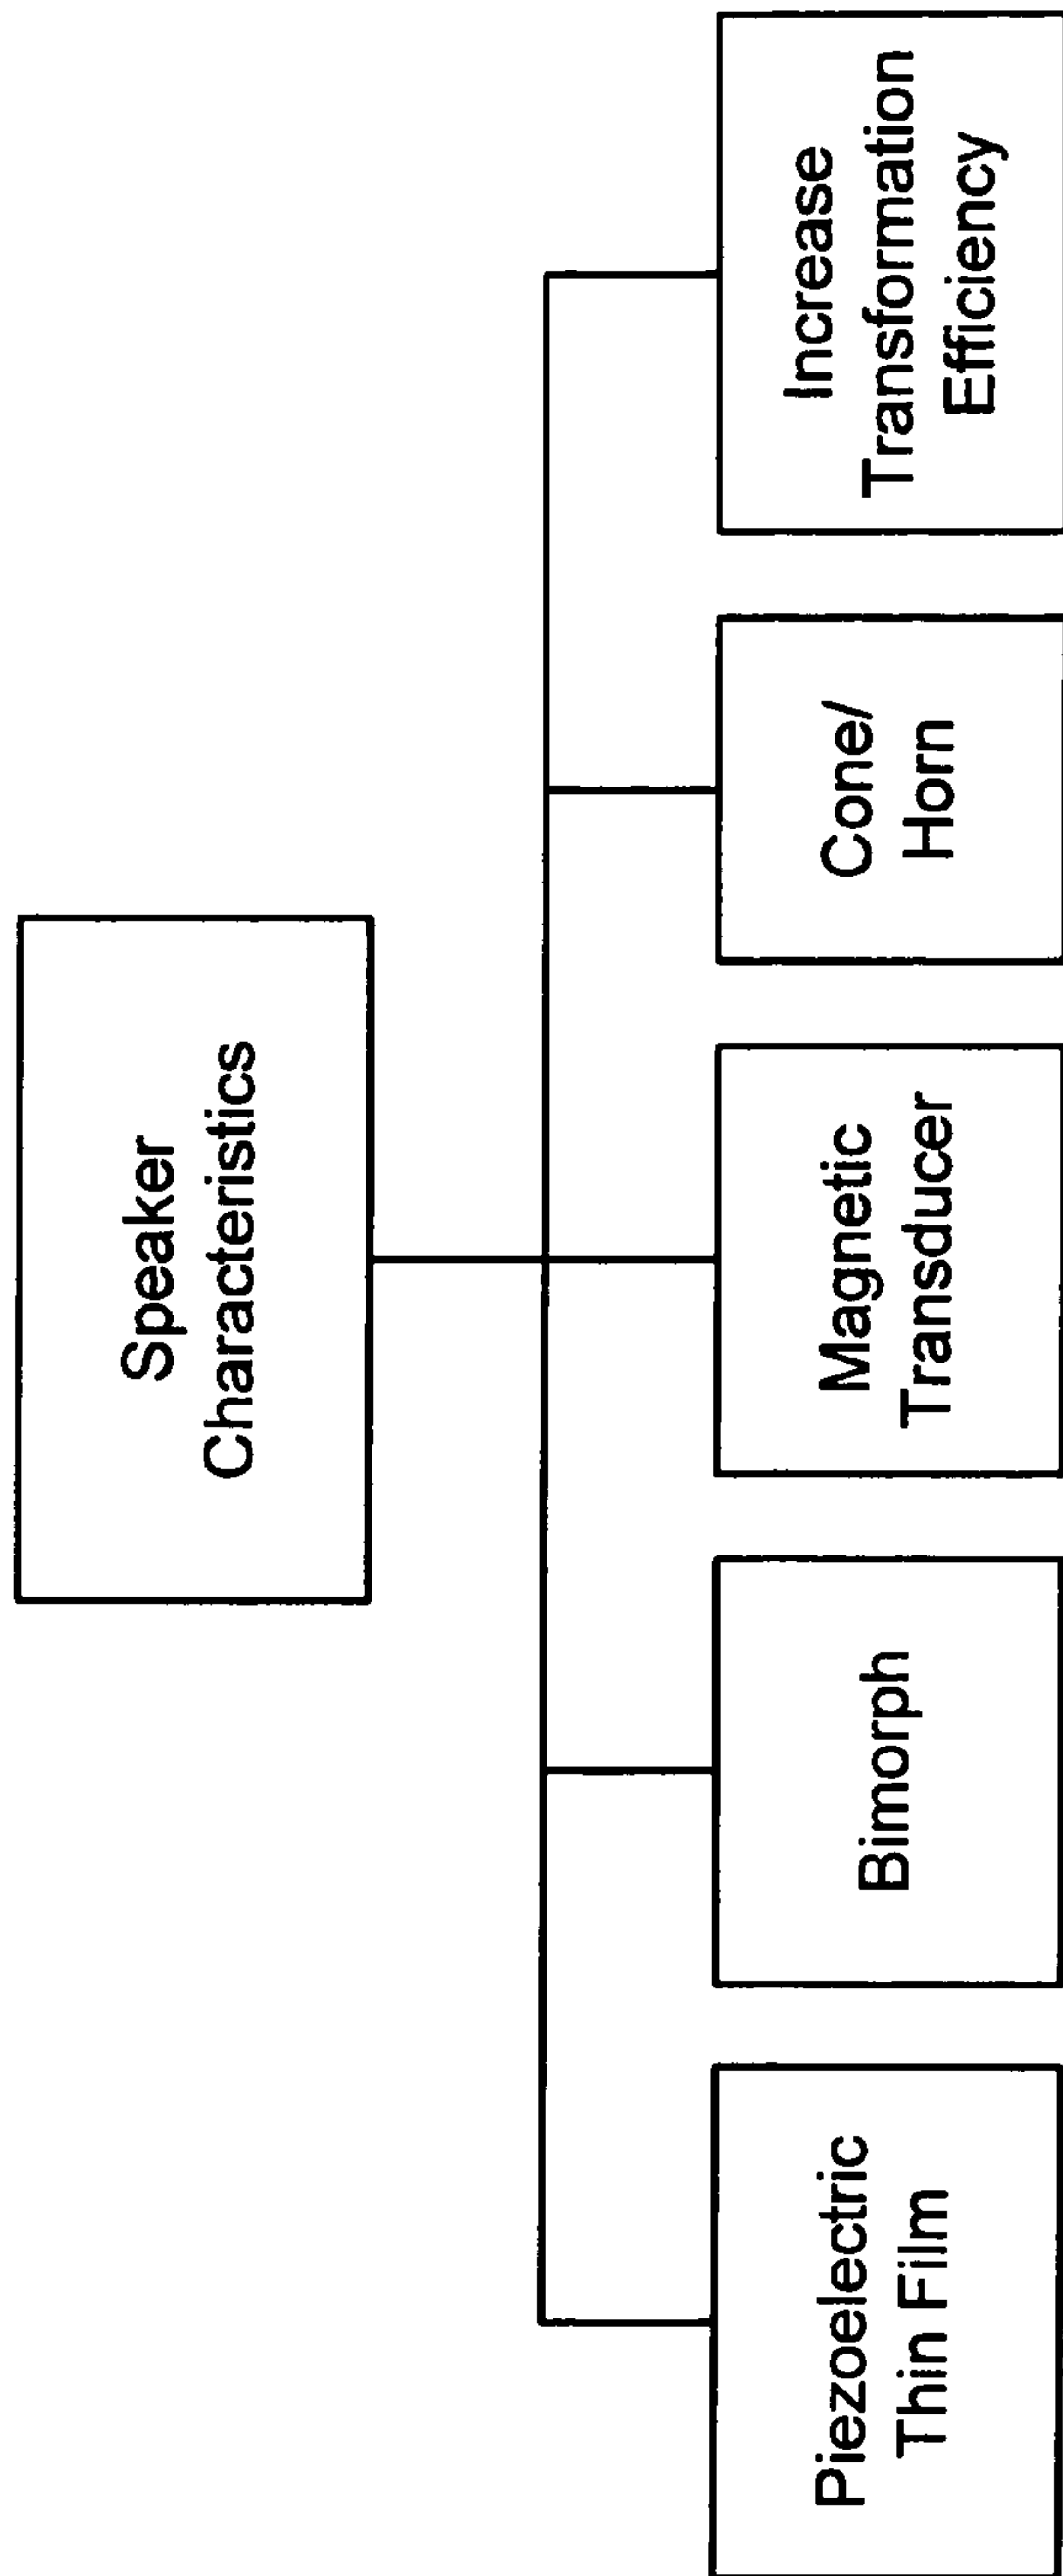 Speaker
Characteristics
Piezoelectric
Thin Film
Bimorph
Magnetic
Transducer
Cone/
Horn
Increase
Transformation
Efficiency